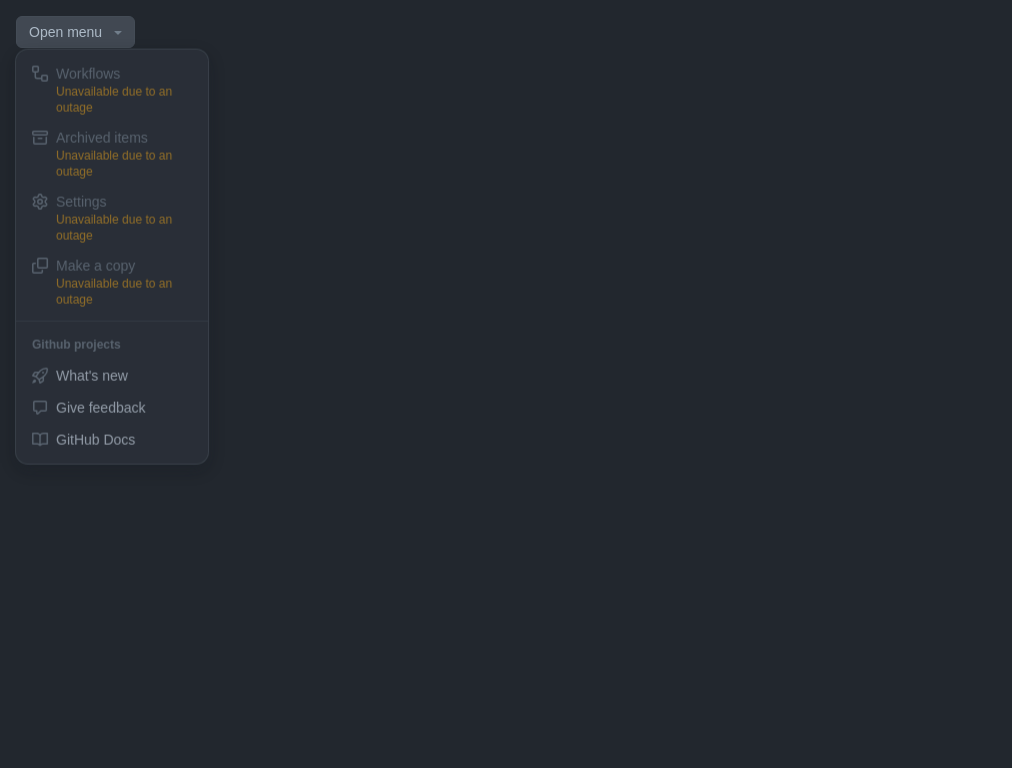 Open menu
Workflows
Unavailable due to an
outage
Archived items
Unavailable due to an
outage
Settings
Unavailable due to an
outage
Make a copy
Unavailable due to an
outage
Github projects
What's new
Give feedback
GitHub Docs